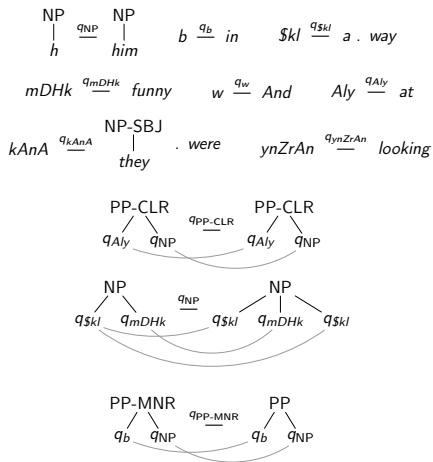 NP q_NP NP
h — him b q_b — in $kl q_$kl — a . way
mDHk q_mDHk — funny w q_w — And Aly q_Aly — at
NP-SBJ
kAnA q_kAnA — they . were ynZrAn q_ynZrAn — looking
PP-CLR q_PP-CLR — PP-CLR
q_Aly q_NP q_Aly q_NP
NP q_NP — NP
q_$kl q_mDHk q_$kl q_mDHk q_$kl
PP-MNR q_PP-MNR — PP
q_b q_NP q_b q_NP